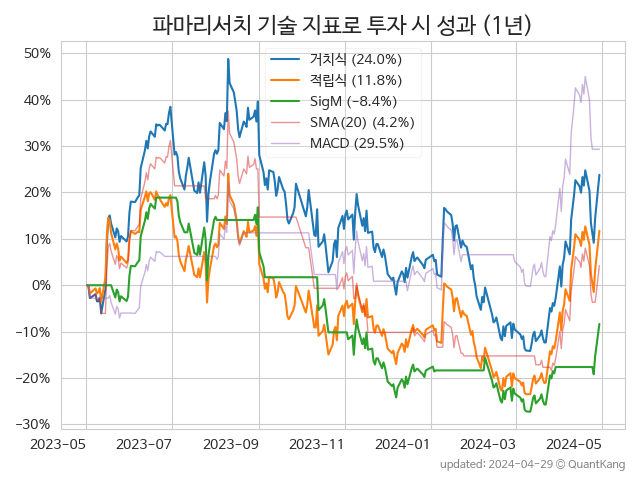 파마리서치 기술 지표로 투자 시 성과 (1년)
50%
40%
30%
20%
10%
0%
−10%
−20%
−30%
거치식 (24.0%)
적립식 (11.8%)
SigM (−8.4%)
SMA(20) (4.2%)
MACD (29.5%)
2023-05
2023-07
2023-09
2023-11
2024-01
2024-03
2024-05
updated: 2024-04-29 ⓒ QuantKang